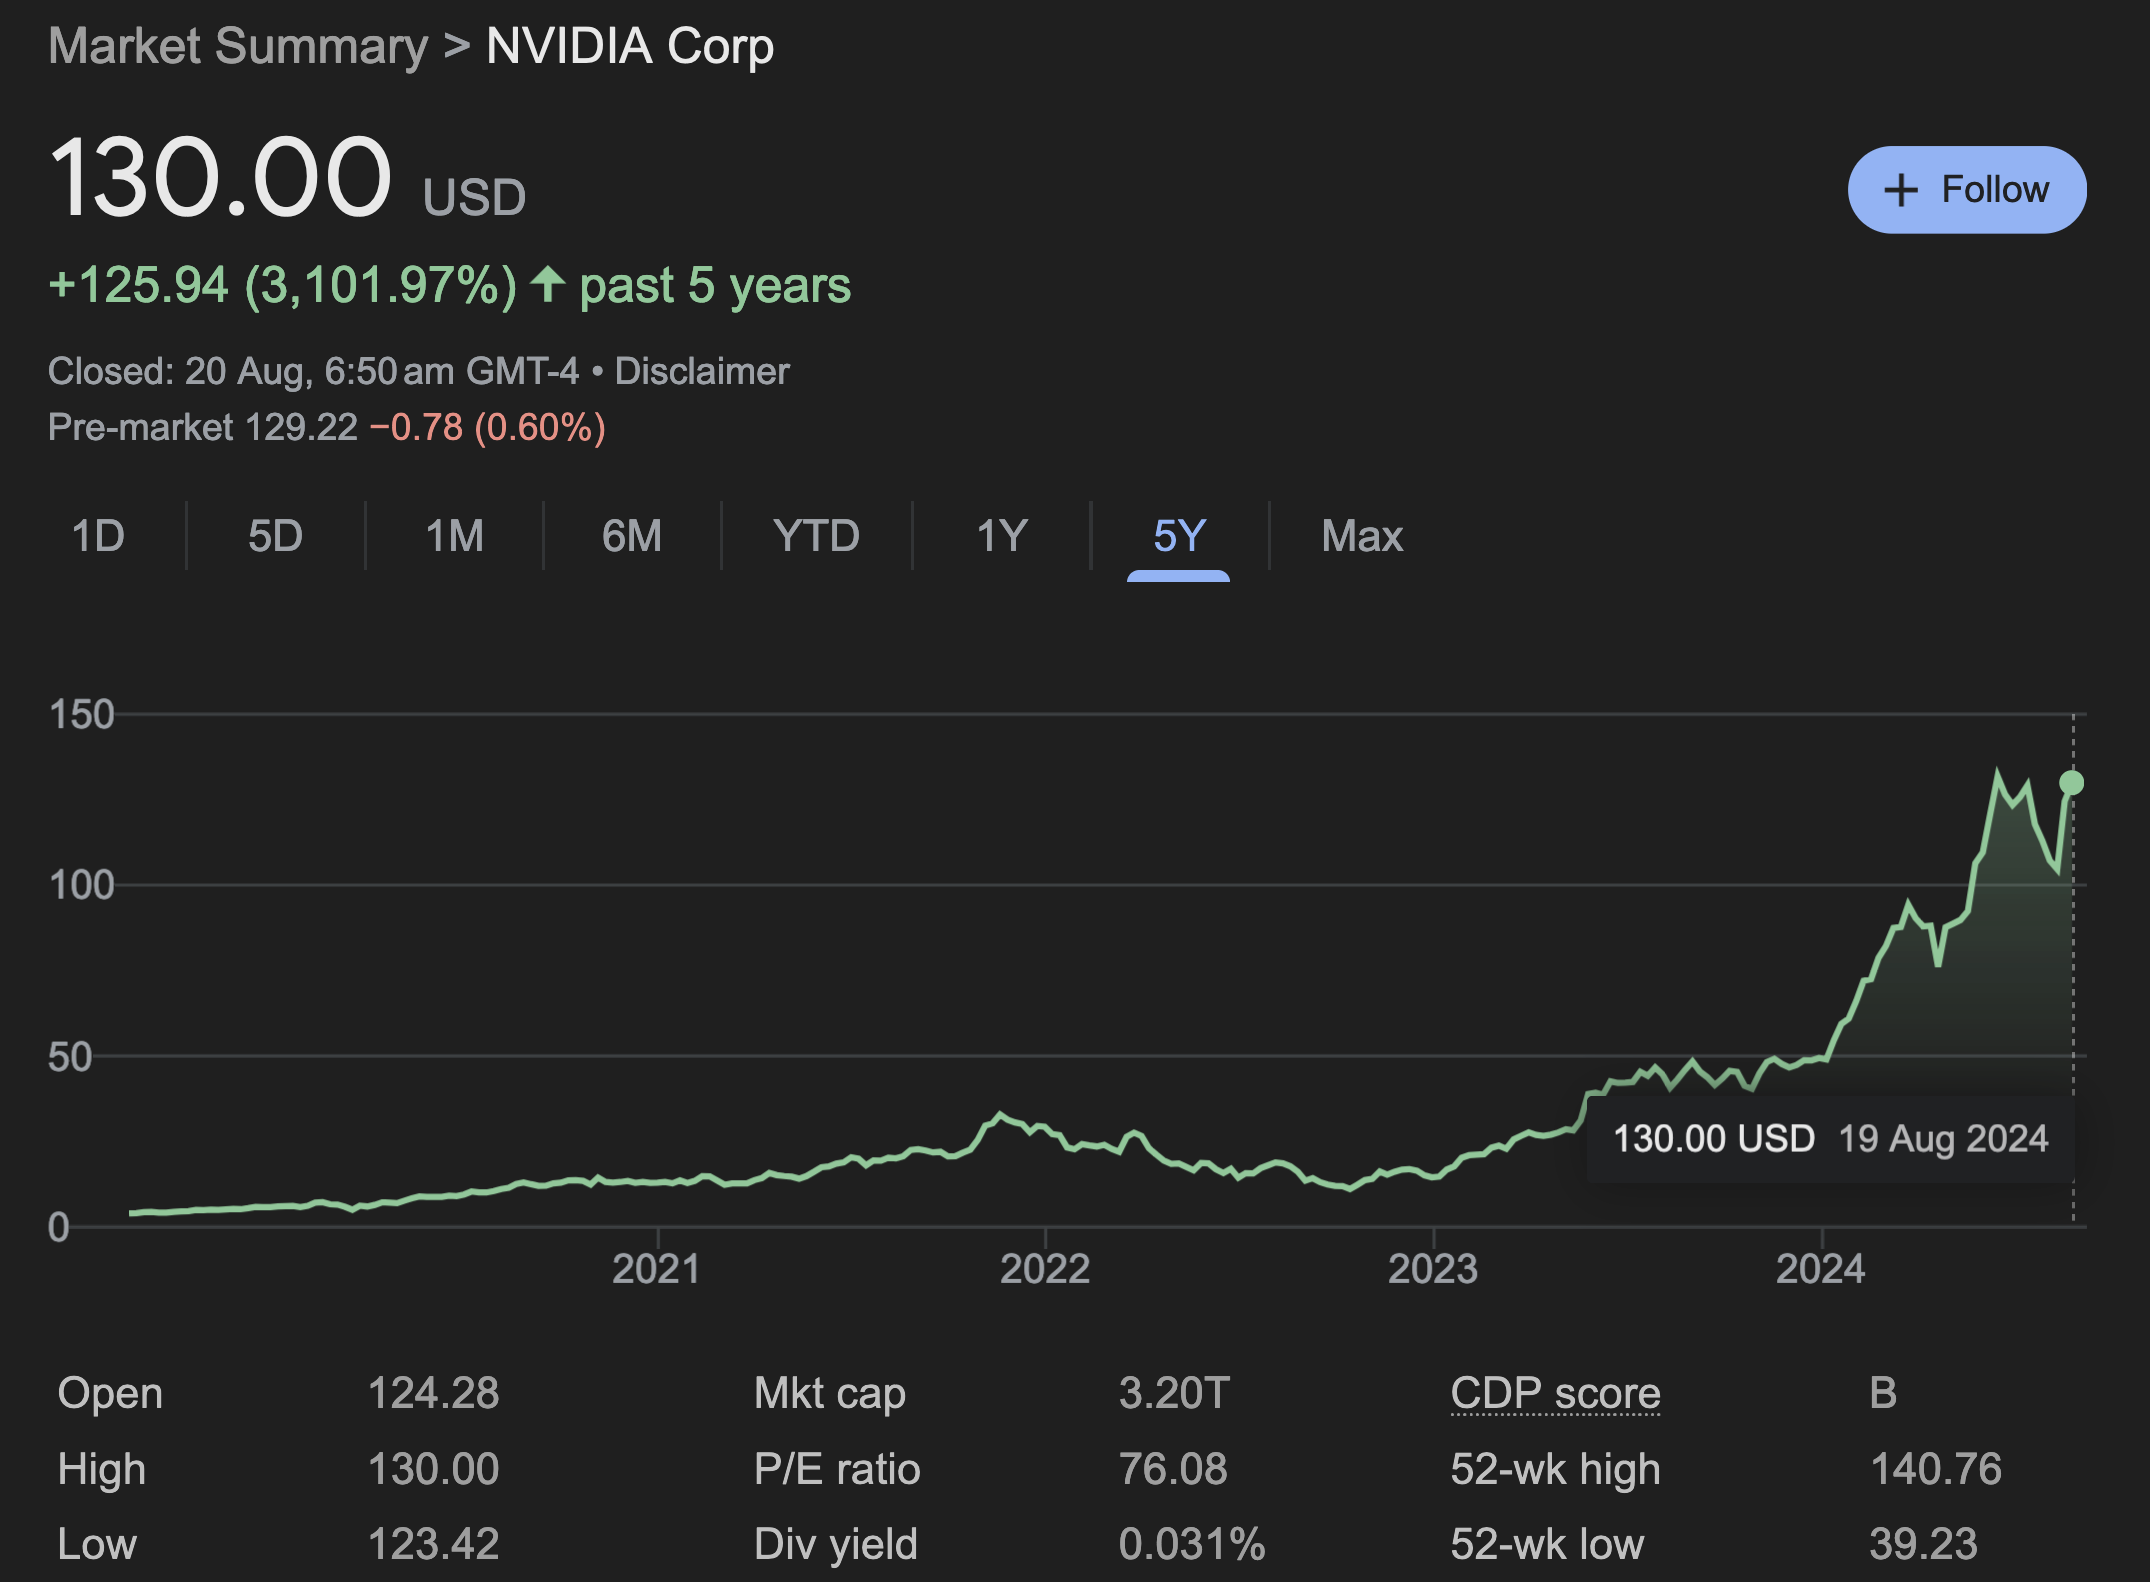 Market Summary > NVIDIA Corp
130.00 USD
+ Follow
+125.94 (3,101.97%) ↑ past 5 years
Closed: 20 Aug, 6:50 am GMT-4 • Disclaimer
Pre-market 129.22 −0.78 (0.60%)
1D 5D 1M 6M YTD 1Y 5Y Max
150
100
50
130.00 USD 19 Aug 2024
0
2021 2022 2023 2024
Open 124.28 Mkt cap 3.20T CDP score B
High 130.00 P/E ratio 76.08 52-wk high 140.76
Low 123.42 Div yield 0.031% 52-wk low 39.23